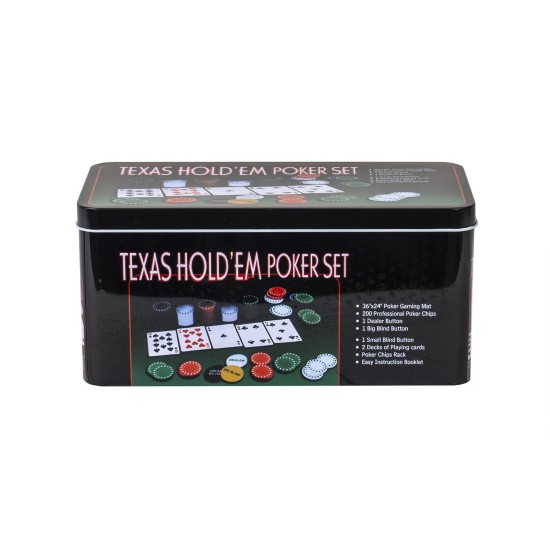 TEXAS HOLD'EM POKER SET
TEXAS HOLD'EM POKER SET
• 36"x24" Poker Gaming Mat
• 200 Professional Poker Chips
• 1 Dealer Button
• 1 Big Blind Button
• 1 Small Blind Button
• 2 Decks of Playing cards
• Poker Chips Rack
• Easy Instruction Booklet
DEALER